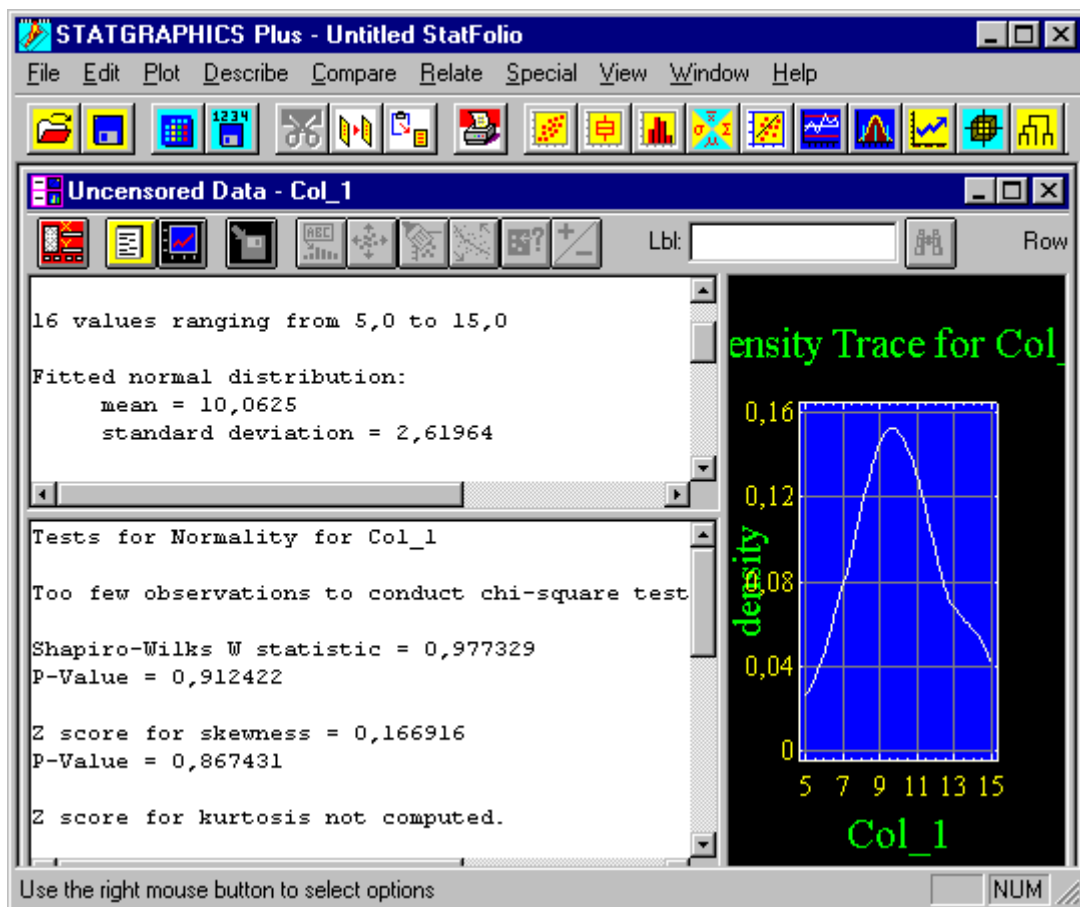 STATGRAPHICS Plus - Untitled StatFolio
File Edit Plot Describe Compare Relate Special View Window Help
1234
Uncensored Data - Col_1
ABC
Lbl:
Row
16 values ranging from 5,0 to 15,0
Fitted normal distribution:
mean = 10,0625
standard deviation = 2,61964
Tests for Normality for Col_1
Too few observations to conduct chi-square test
Shapiro-Wilks W statistic = 0,977329
P-Value = 0,912422
Z score for skewness = 0,166916
P-Value = 0,867431
Z score for kurtosis not computed.
ensity Trace for Col_
density
0,16
0,12
0,08
0,04
0
5 7 9 11 13 15
Col_1
Use the right mouse button to select options
NUM